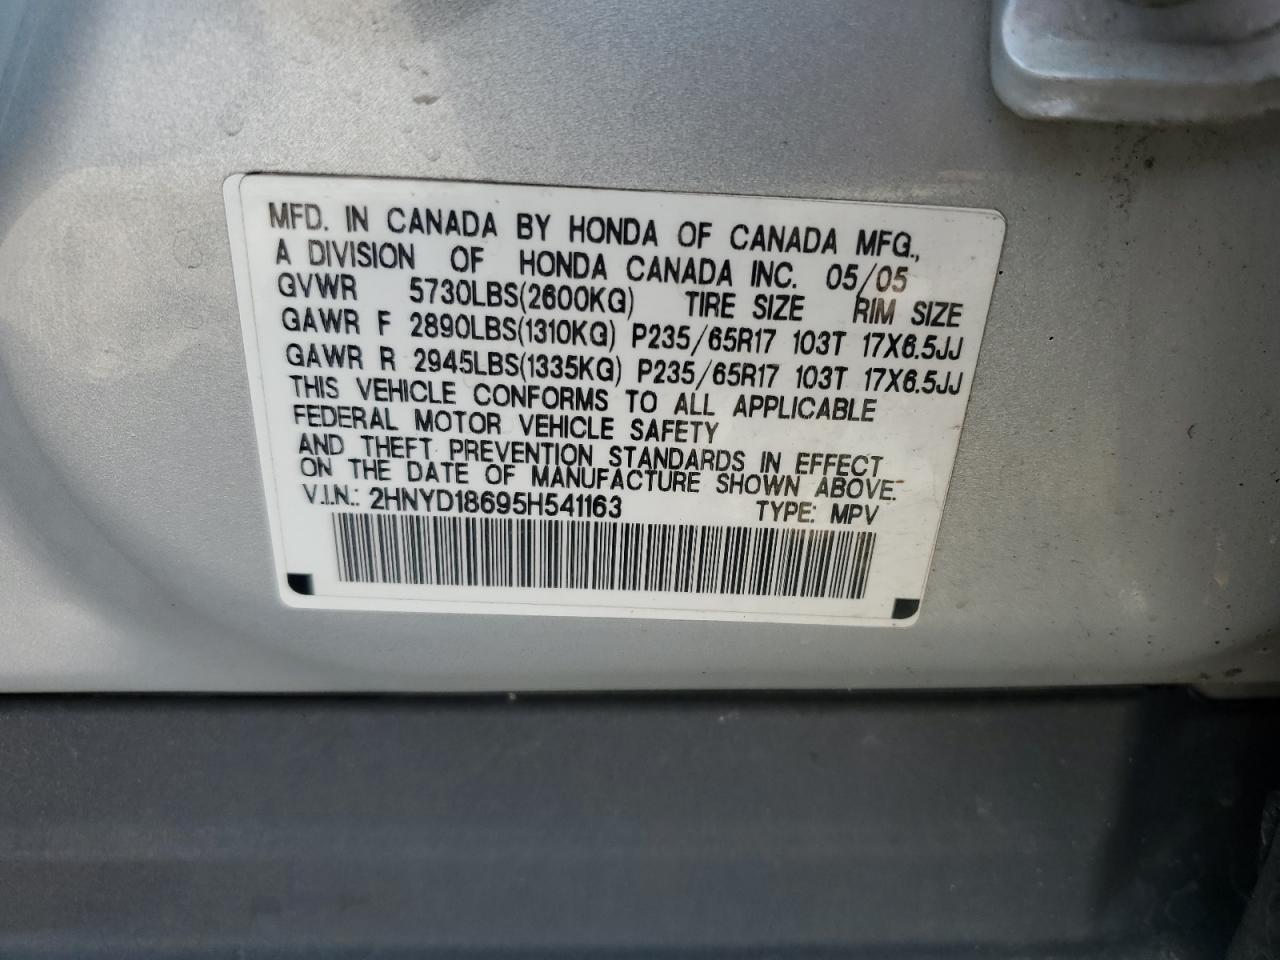 MFD. IN CANADA BY HONDA OF CANADA MFG.,
A DIVISION OF HONDA CANADA INC. 05/05
GVWR 5730LBS(2600KG) TIRE SIZE RIM SIZE
GAWR F 2890LBS(1310KG) P235/65R17 103T 17X6.5JJ
GAWR R 2945LBS(1335KG) P235/65R17 103T 17X6.5JJ
THIS VEHICLE CONFORMS TO ALL APPLICABLE
FEDERAL MOTOR VEHICLE SAFETY
AND THEFT PREVENTION STANDARDS IN EFFECT
ON THE DATE OF MANUFACTURE SHOWN ABOVE.
V.I.N.: 2HNYD18695H541163 TYPE: MPV